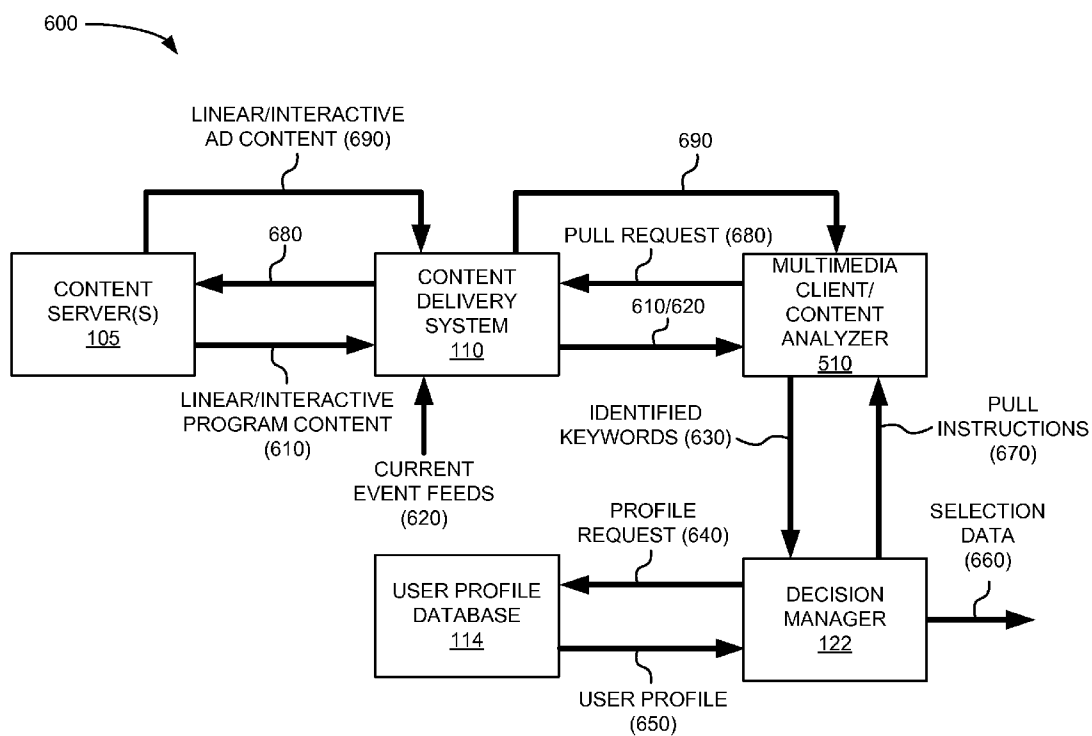 600
LINEAR/INTERACTIVE
AD CONTENT (690)
690
680
PULL REQUEST (680)
CONTENT
SERVER(S)
105
CONTENT
DELIVERY
SYSTEM
110
MULTIMEDIA
CLIENT/
CONTENT
ANALYZER
510
610/620
LINEAR/INTERACTIVE
PROGRAM CONTENT
(610)
CURRENT
EVENT FEEDS
(620)
IDENTIFIED
KEYWORDS (630)
PULL
INSTRUCTIONS
(670)
PROFILE
REQUEST (640)
SELECTION
DATA
(660)
USER PROFILE
DATABASE
114
DECISION
MANAGER
122
USER PROFILE
(650)